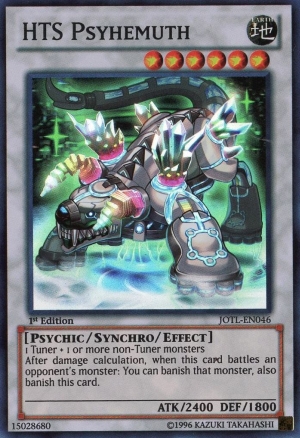 HTS PSYHEMUTH
EARTH
地
1st Edition
JOTL-EN046
[PSYCHIC/SYNCHRO/EFFECT]
1 Tuner + 1 or more non-Tuner monsters
After damage calculation, when this card battles an
opponent's monster: You can banish that monster, also
banish this card.
ATK/2400 DEF/1800
15028680
©1996 KAZUKI TAKAHASHI